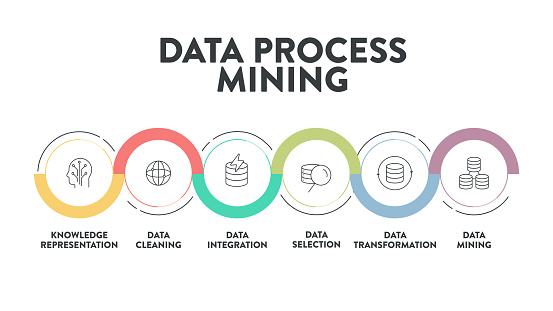 DATA PROCESS
MINING
KNOWLEDGE
REPRESENTATION
DATA
CLEANING
DATA
INTEGRATION
DATA
SELECTION
DATA
TRANSFORMATION
DATA
MINING